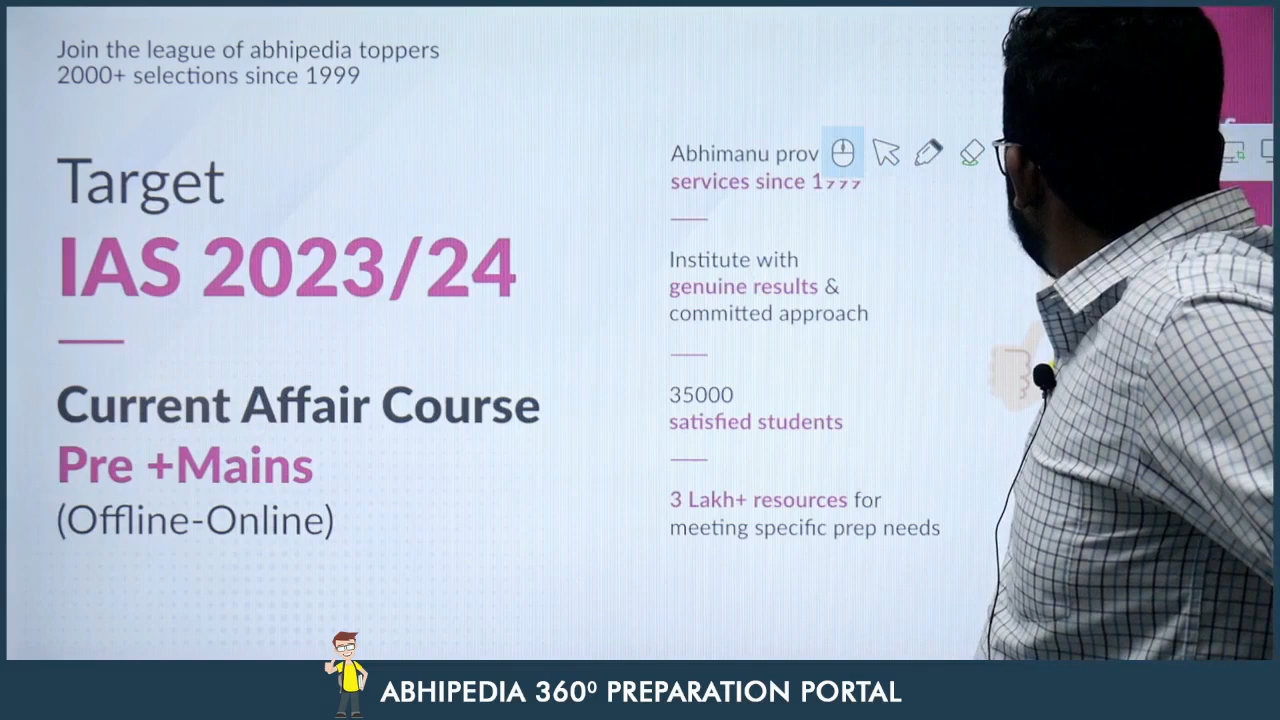 Join the league of abhipedia toppers
2000+ selections since 1999
Target
IAS 2023/24
Current Affair Course
Pre +Mains
(Offline-Online)
Abhimanu prov
services since 1999
Institute with
genuine results &
committed approach
35000
satisfied students
3 Lakh+ resources for
meeting specific prep needs
ABHIPEDIA 360⁰ PREPARATION PORTAL